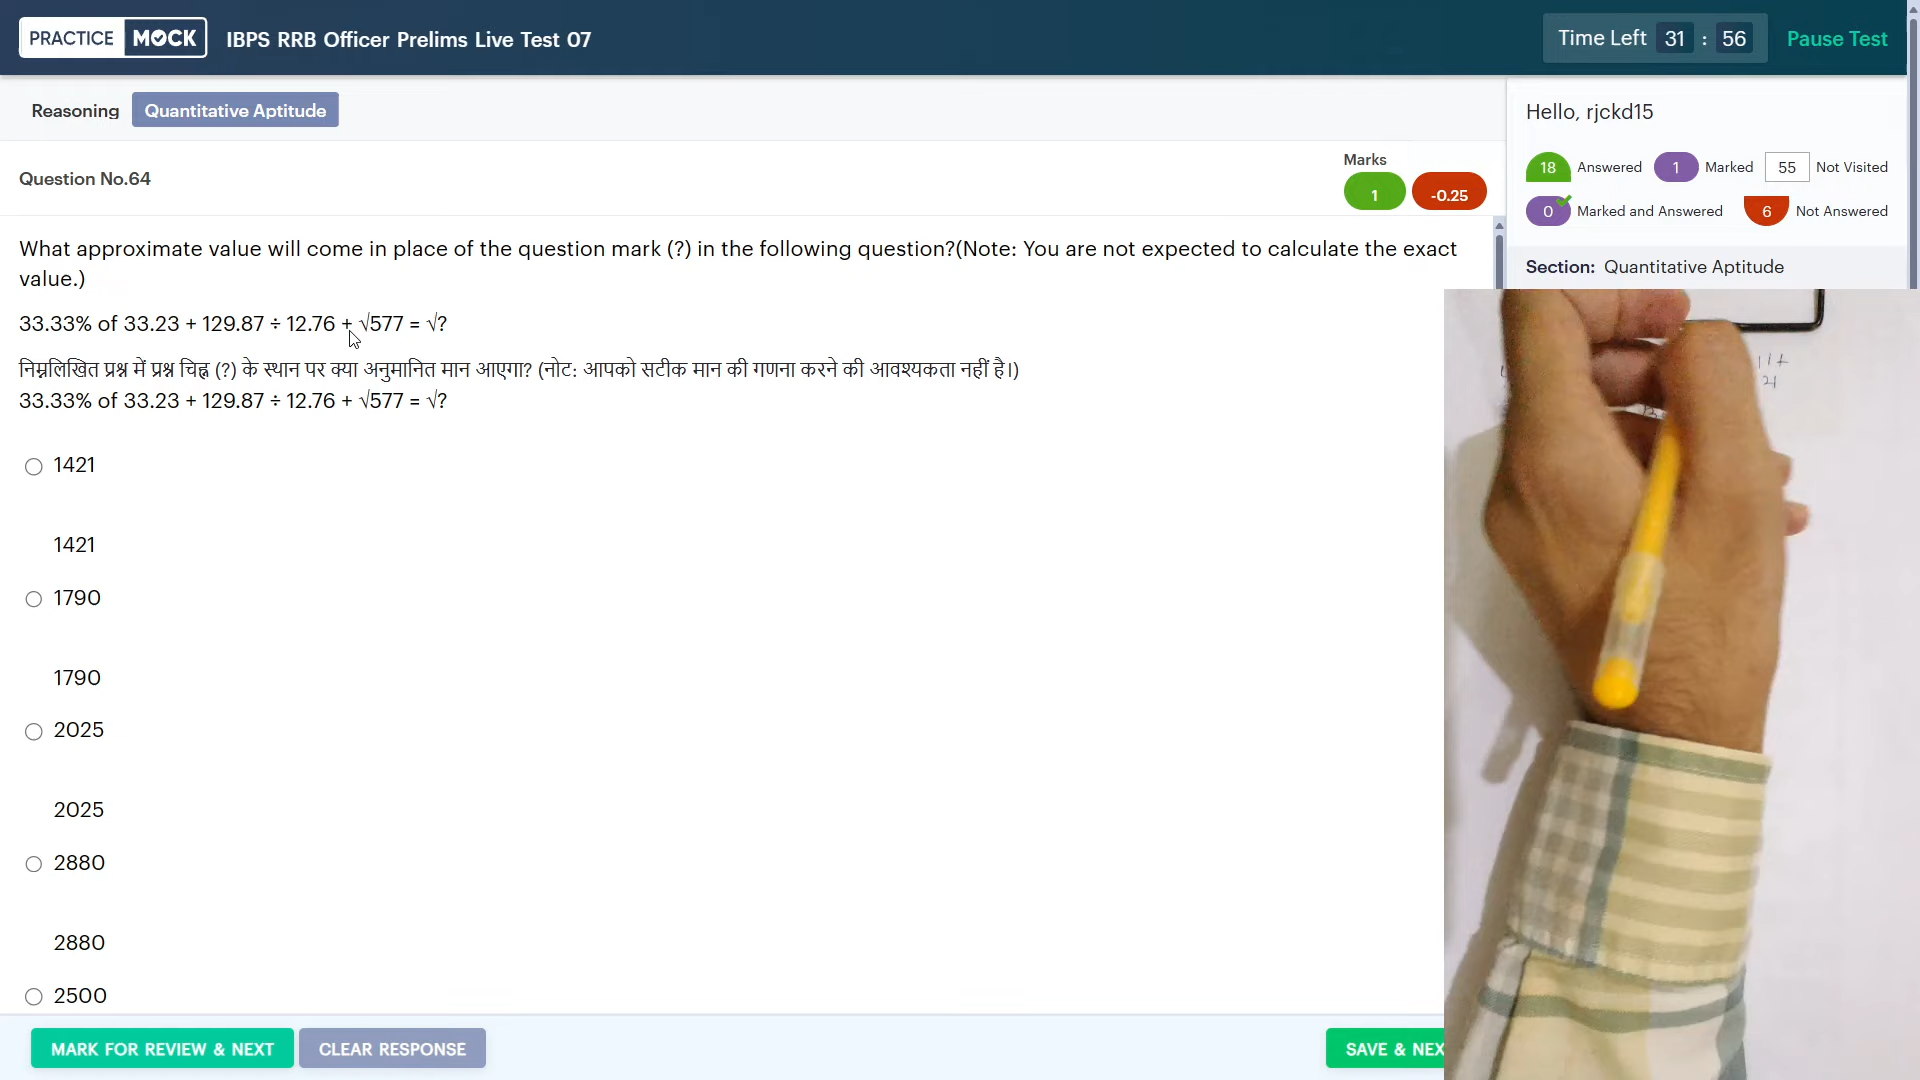 PRACTICE MOCK IBPS RRB Officer Prelims Live Test 07 Time Left 31 : 56 Pause Test
Reasoning Quantitative Aptitude
Hello, rjckd15
Question No.64
Marks
1 -0.25
18 Answered 1 Marked 55 Not Visited
0 Marked and Answered 6 Not Answered
Section: Quantitative Aptitude
What approximate value will come in place of the question mark (?) in the following question?(Note: You are not expected to calculate the exact
value.)
33.33% of 33.23 + 129.87 ÷ 12.76 + √577 = √?
निम्नलिखित प्रश्न में प्रश्न चिह्न (?) के स्थान पर क्या अनुमानित मान आएगा? (नोट: आपको सटीक मान की गणना करने की आवश्यकता नहीं है।)
33.33% of 33.23 + 129.87 ÷ 12.76 + √577 = √?
1421
1421
1790
1790
2025
2025
2880
2880
2500
MARK FOR REVIEW & NEXT CLEAR RESPONSE SAVE & NEX